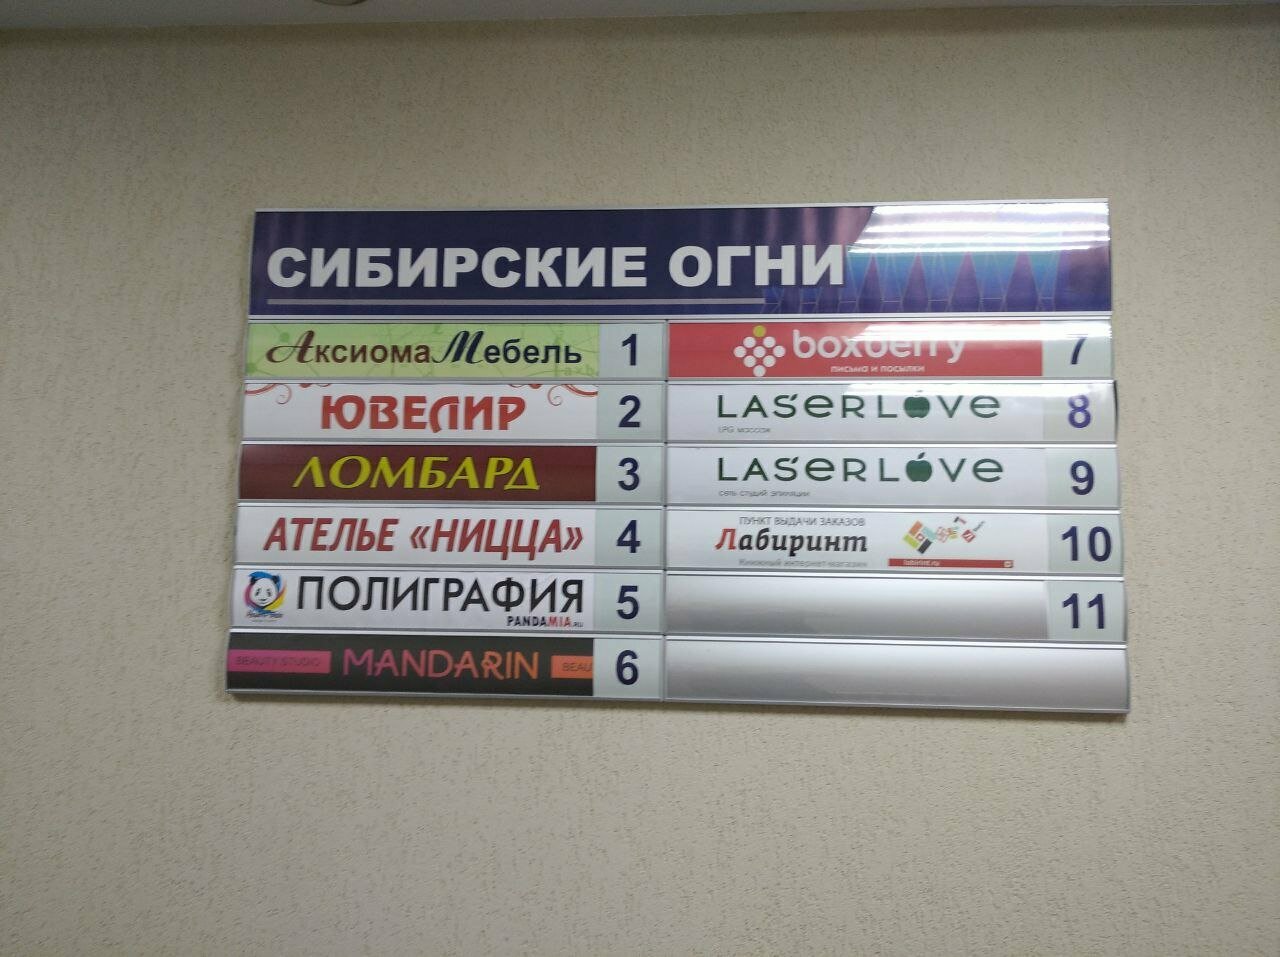 СИБИРСКИЕ ОГНИ
АксиомаМебель 1
ЮВЕЛИР 2
ЛОМБАРД 3
АТЕЛЬЕ «НИЦЦА» 4
ПОЛИГРАФИЯ 5
PANDAMIA.RU
BEAUTY STUDIO MANDARIN BEAU 6
boxberry 7
письма и посылки
LASERLOVE 8
LPG массаж
LASERLOVE 9
сеть студий эпиляции
ПУНКТ ВЫДАЧИ ЗАКАЗОВ
Лабиринт 10
Книжный интернет-магазин labirint.ru
11